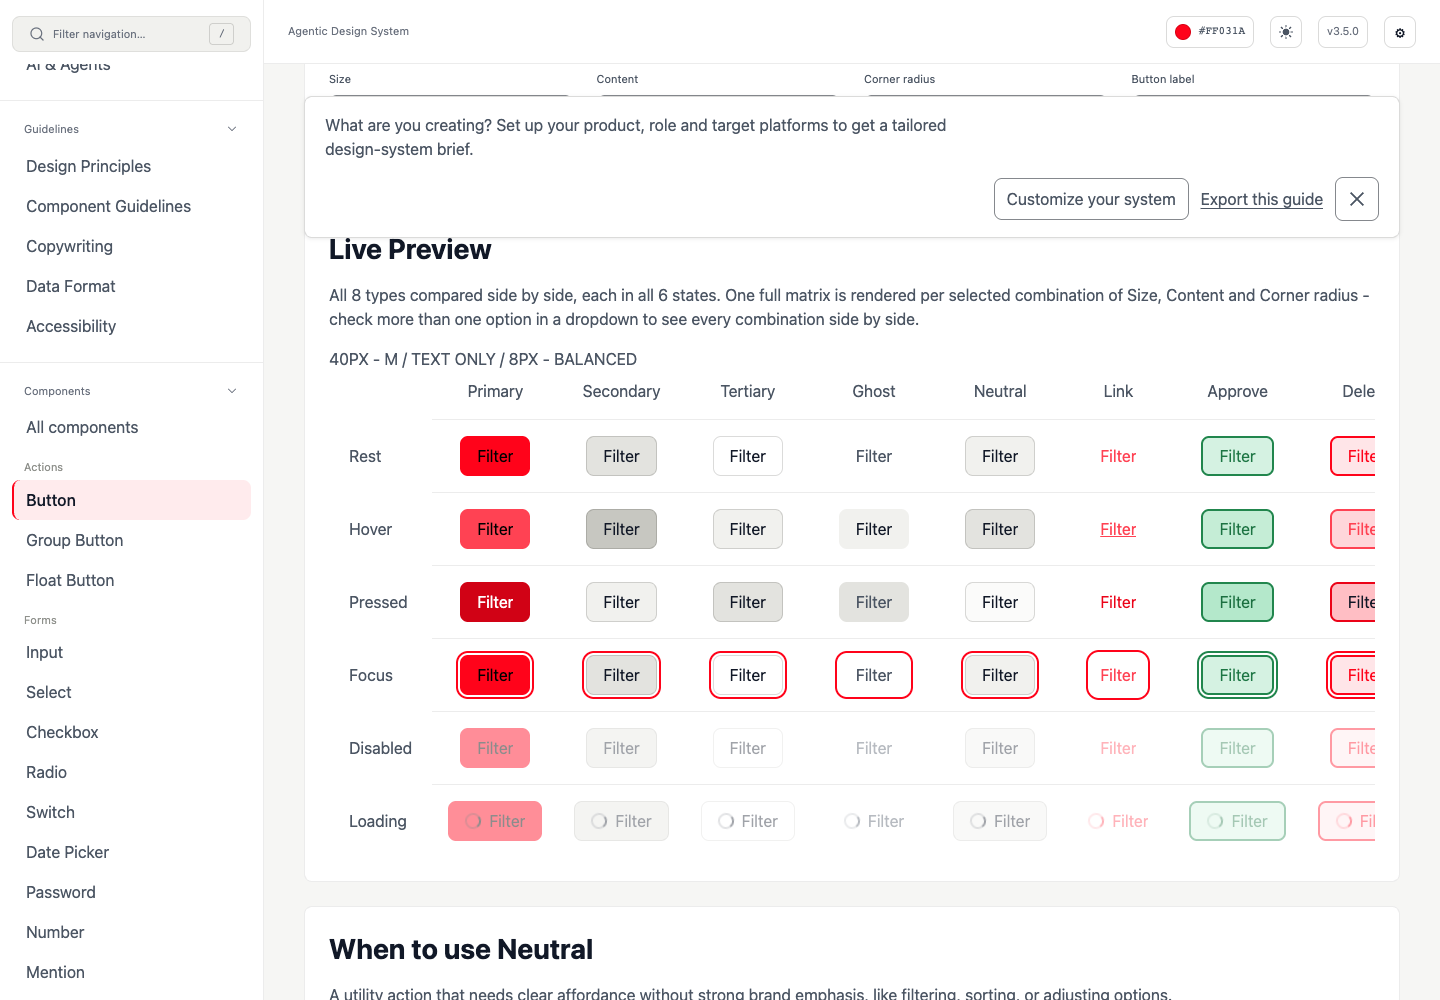 Filter navigation...
/
AI & Agents
Guidelines
Design Principles
Component Guidelines
Copywriting
Data Format
Accessibility
Components
All components
Actions
Button
Group Button
Float Button
Forms
Input
Select
Checkbox
Radio
Switch
Date Picker
Password
Number
Mention
Agentic Design System
#FF031A
v3.5.0
Size Content Corner radius Button label
What are you creating? Set up your product, role and target platforms to get a tailored
design-system brief.
Customize your system Export this guide
Live Preview
All 8 types compared side by side, each in all 6 states. One full matrix is rendered per selected combination of Size, Content and Corner radius -
check more than one option in a dropdown to see every combination side by side.
40PX - M / TEXT ONLY / 8PX - BALANCED
Primary Secondary Tertiary Ghost Neutral Link Approve Dele
Rest Filter Filter Filter Filter Filter Filter Filter Filte
Hover Filter Filter Filter Filter Filter Filter Filter Filte
Pressed Filter Filter Filter Filter Filter Filter Filter Filte
Focus Filter Filter Filter Filter Filter Filter Filter Filte
Disabled Filter Filter Filter Filter Filter Filter Filter Filte
Loading Filter Filter Filter Filter Filter Filter Filter Fil
When to use Neutral
A utility action that needs clear affordance without strong brand emphasis, like filtering, sorting, or adjusting options.